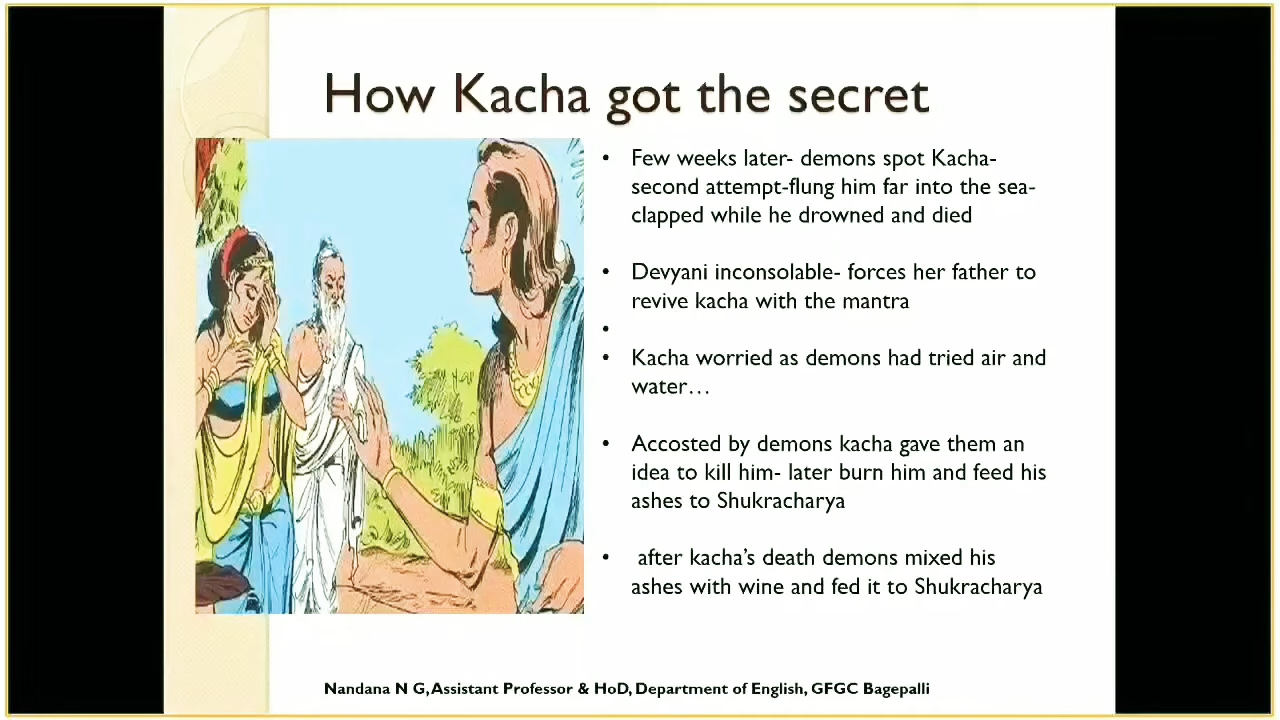 How Kacha got the secret
• Few weeks later- demons spot Kacha-
second attempt-flung him far into the sea-
clapped while he drowned and died
• Devyani inconsolable- forces her father to
revive kacha with the mantra
•
• Kacha worried as demons had tried air and
water…
• Accosted by demons kacha gave them an
idea to kill him- later burn him and feed his
ashes to Shukracharya
• after kacha’s death demons mixed his
ashes with wine and fed it to Shukracharya
Nandana N G, Assistant Professor & HoD, Department of English, GFGC Bagepalli